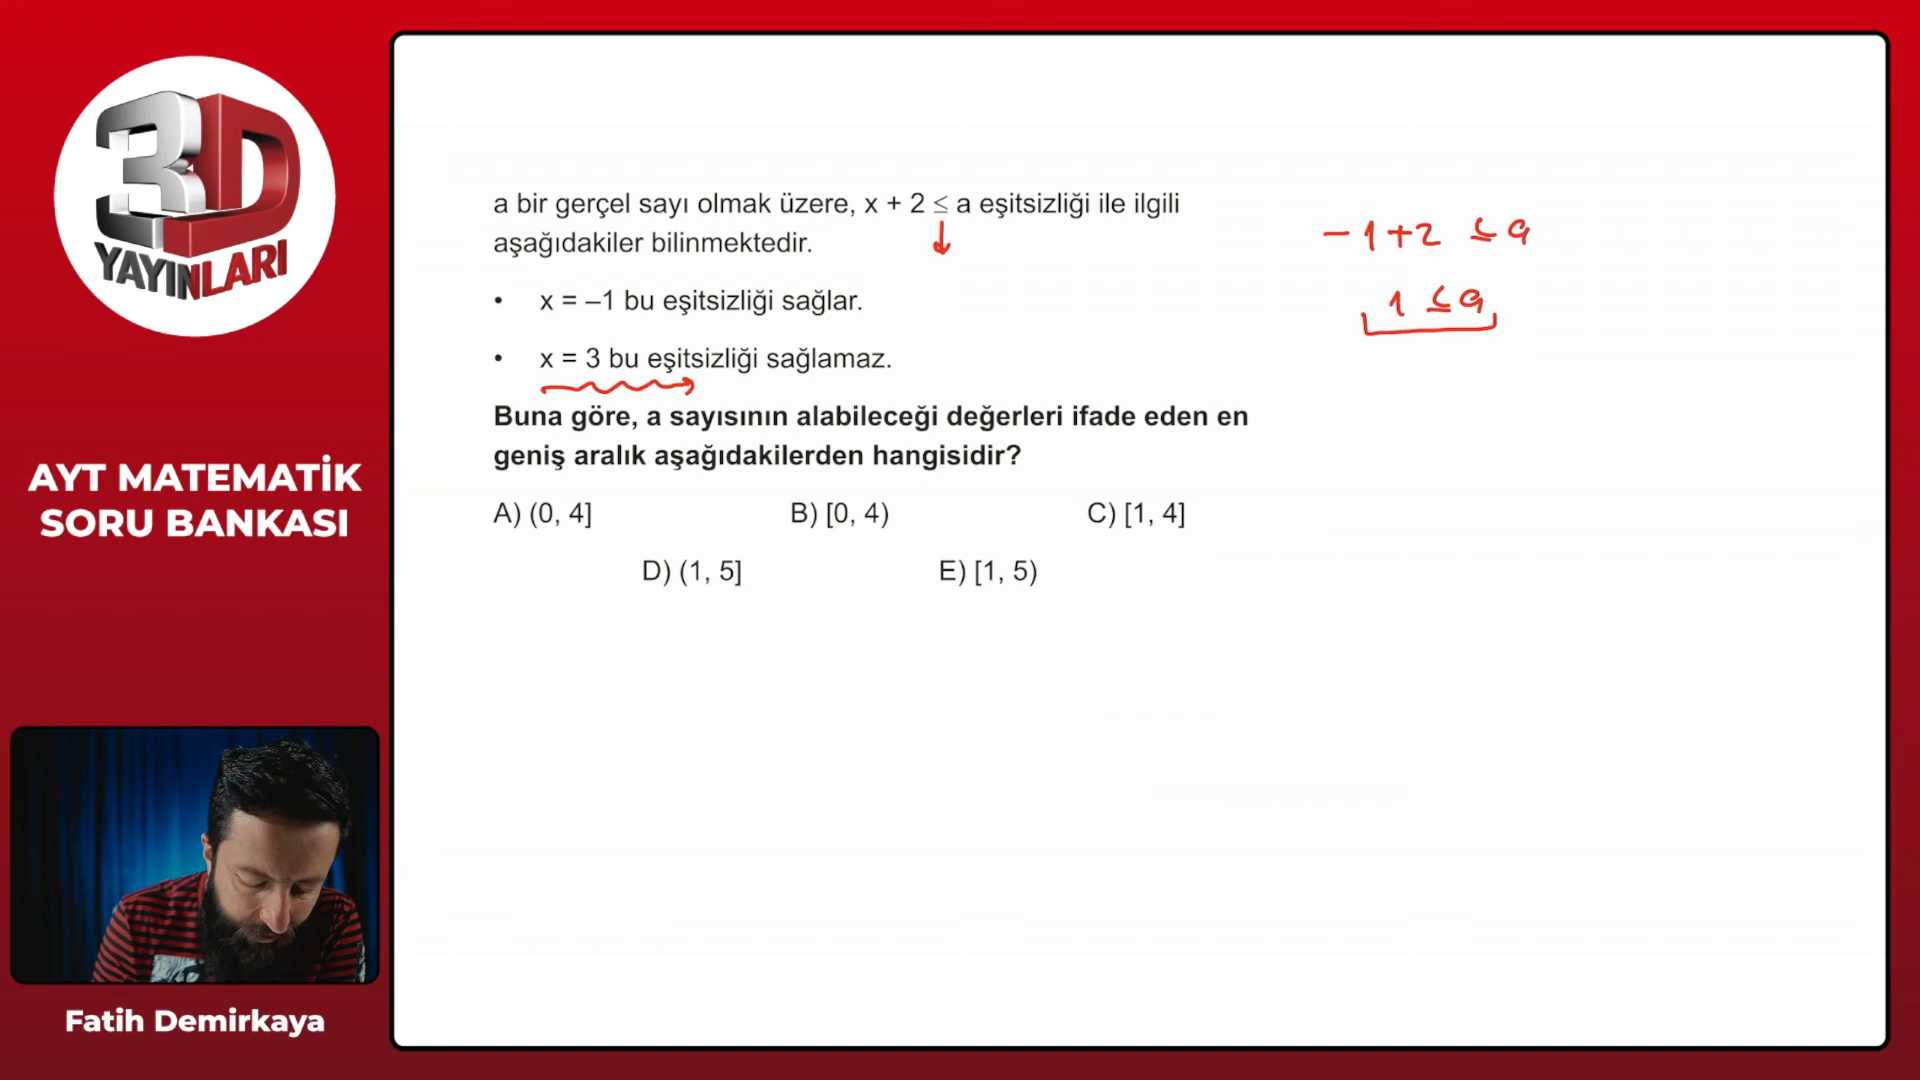 3D
YAYINLARI
AYT MATEMATİK
SORU BANKASI
Fatih Demirkaya
a bir gerçel sayı olmak üzere, x + 2 ≤ a eşitsizliği ile ilgili
aşağıdakiler bilinmektedir.
• x = –1 bu eşitsizliği sağlar.
• x = 3 bu eşitsizliği sağlamaz.
Buna göre, a sayısının alabileceği değerleri ifade eden en
geniş aralık aşağıdakilerden hangisidir?
A) (0, 4] B) [0, 4) C) [1, 4]
D) (1, 5] E) [1, 5)
-1+2 ≤ a
1 ≤ a